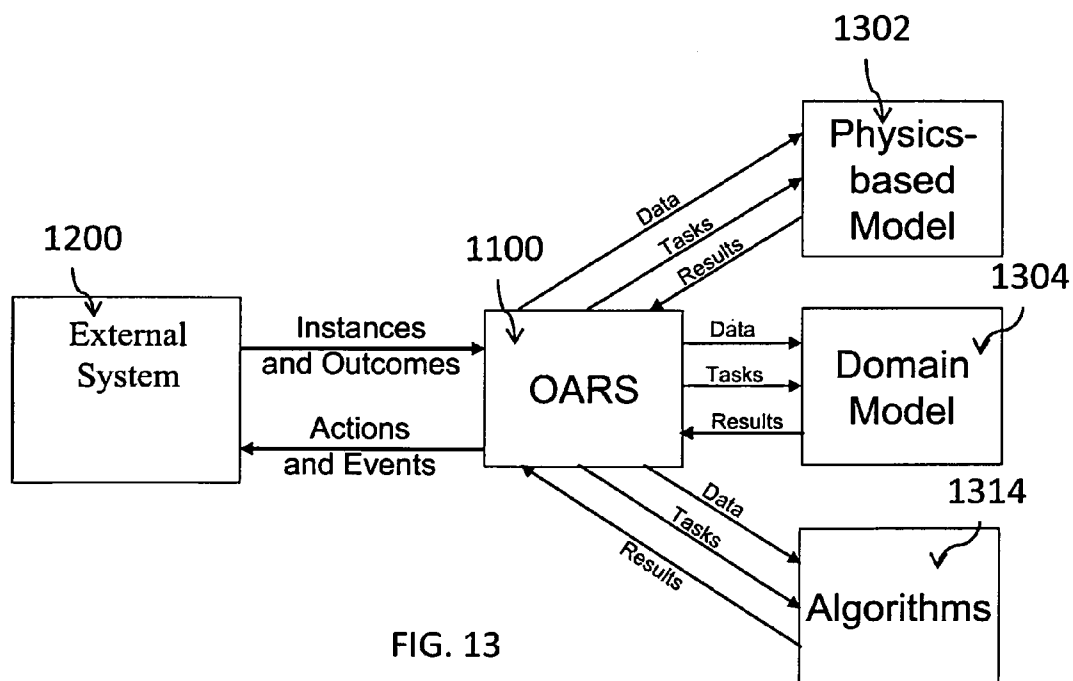 1302
Physics-
based
Model
Data
Tasks
Results
1200
External
System
1100
Instances
and Outcomes
OARS
Actions
and Events
1304
Data
Tasks
Results
Domain
Model
1314
Data
Tasks
Results
Algorithms
FIG. 13